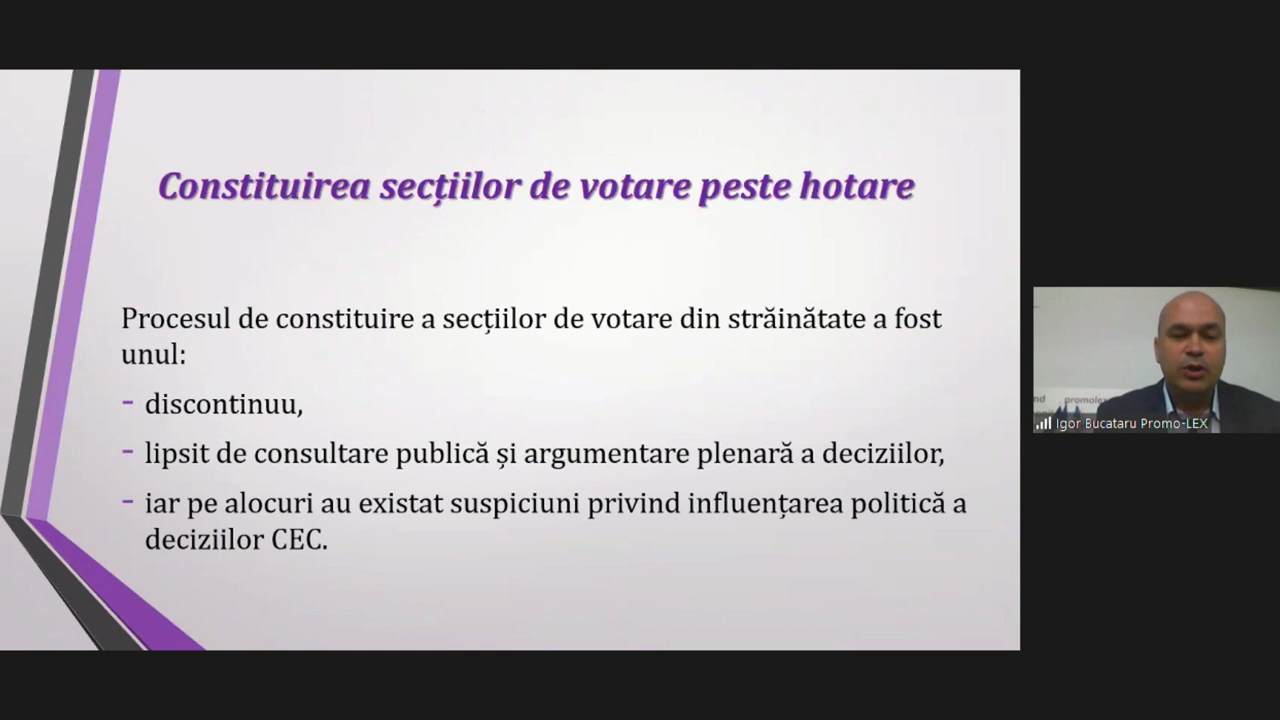 Constituirea secțiilor de votare peste hotare
Procesul de constituire a secțiilor de votare din străinătate a fost
unul:
- discontinuu,
- lipsit de consultare publică și argumentare plenară a deciziilor,
- iar pe alocuri au existat suspiciuni privind influențarea politică a
deciziilor CEC.
nd promolex
Igor Bucataru Promo-LEX